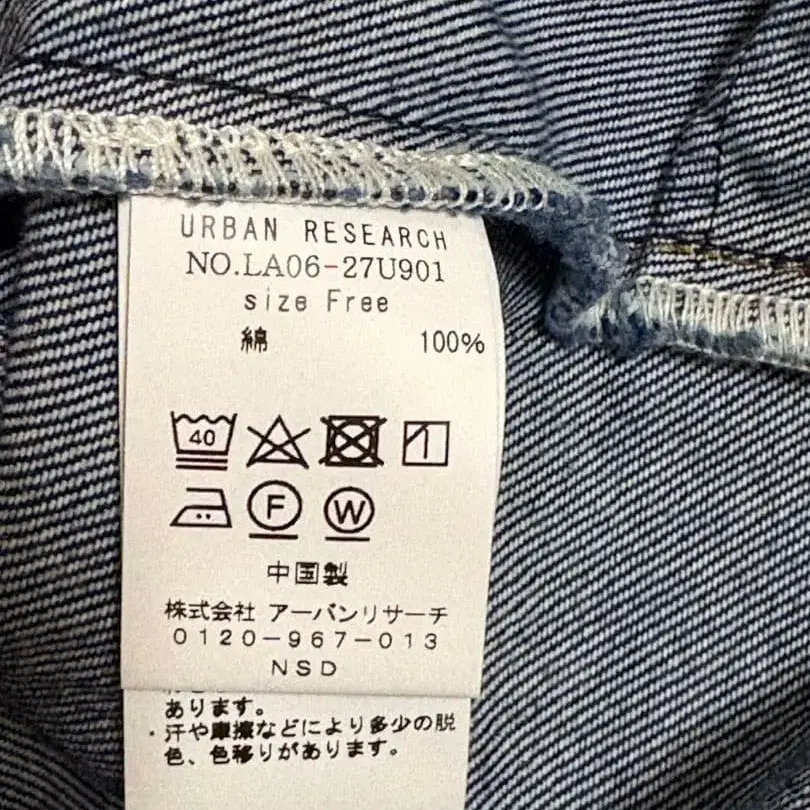 URBAN RESEARCH
NO.LA06-27U901
size Free
綿 100%
40
F W
中国製
株式会社 アーバンリサーチ
0120-967-013
NSD
あります。
・汗や摩擦などにより多少の脱
色、色移りがあります。